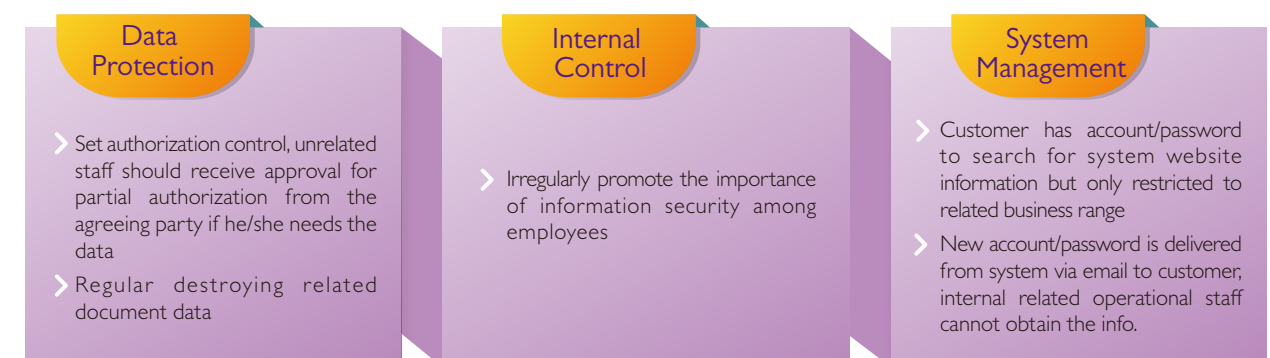 Data
Protection
Set authorization control, unrelated
staff should receive approval for
partial authorization from the
agreeing party if he/she needs the
data
Regular destroying related
document data
Internal
Control
Irregularly promote the importance
of information security among
employees
System
Management
Customer has account/password
to search for system website
information but only restricted to
related business range
New account/password is delivered
from system via email to customer,
internal related operational staff
cannot obtain the info.